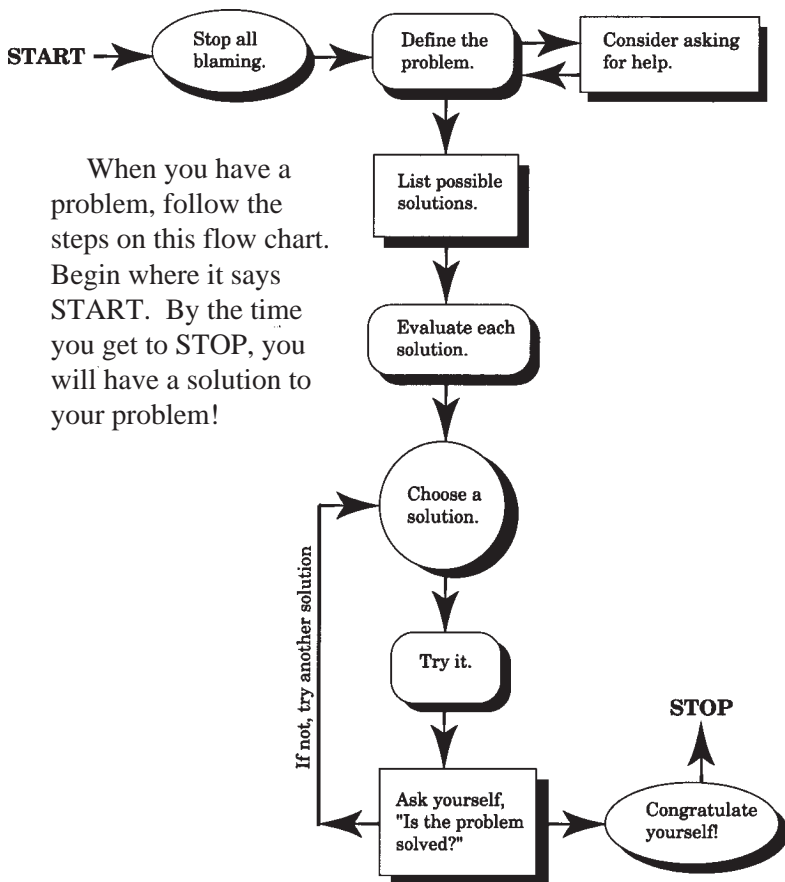 START
Stop all
blaming.
Define the
problem.
Consider asking
for help.
When you have a
problem, follow the
steps on this flow chart.
Begin where it says
START. By the time
you get to STOP, you
will have a solution to
your problem!
List possible
solutions.
Evaluate each
solution.
Choose a
solution.
If not, try another solution
Try it.
Ask yourself,
"Is the problem
solved?"
Congratulate
yourself!
STOP